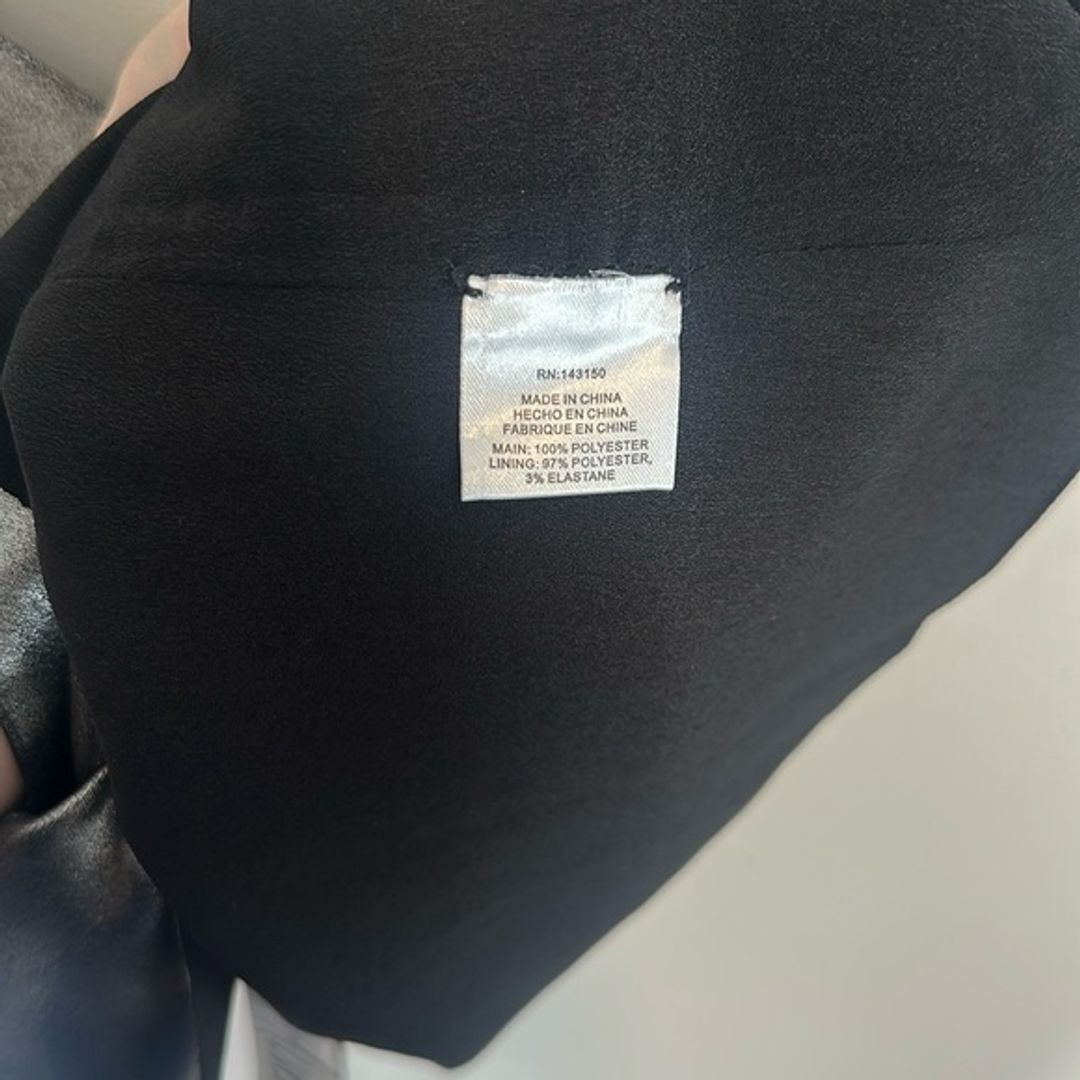 RN:143150
MADE IN CHINA
HECHO EN CHINA
FABRIQUE EN CHINE
MAIN: 100% POLYESTER
LINING: 97% POLYESTER,
3% ELASTANE